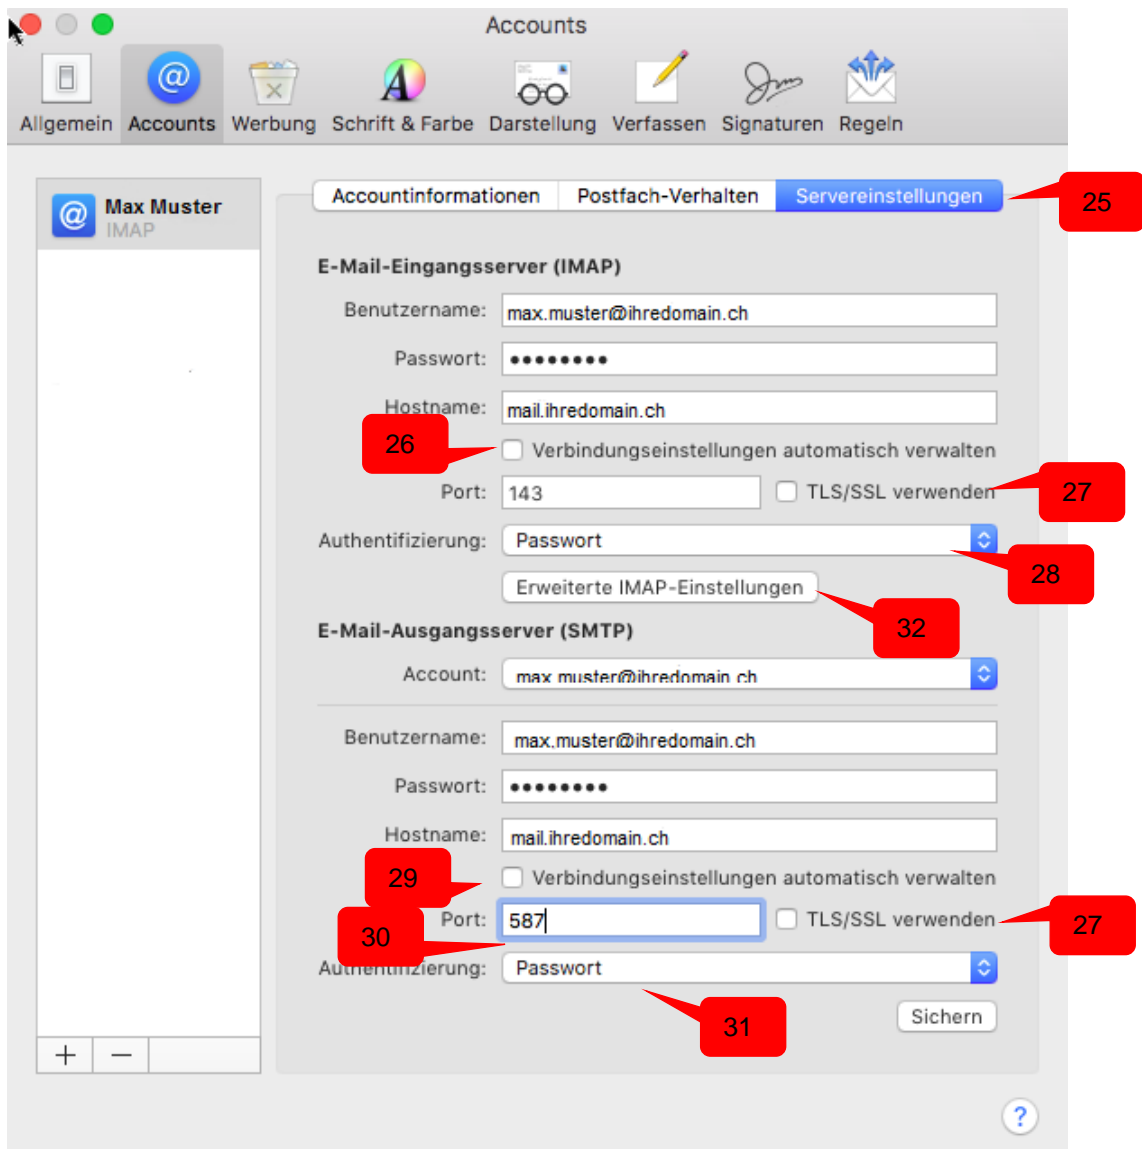 Accounts
Allgemein Accounts Werbung Schrift & Farbe Darstellung Verfassen Signaturen Regeln
Accountinformationen Postfach-Verhalten Servereinstellungen 25
Max Muster
IMAP
E-Mail-Eingangsserver (IMAP)
Benutzername: max.muster@ihredomain.ch
Passwort: ●●●●●●●●
Hostname: mail.ihredomain.ch
26 Verbindungseinstellungen automatisch verwalten
Port: 143 TLS/SSL verwenden 27
Authentifizierung: Passwort
28
Erweiterte IMAP-Einstellungen
32
E-Mail-Ausgangsserver (SMTP)
Account: max.muster@ihredomain.ch
Benutzername: max.muster@ihredomain.ch
Passwort: ●●●●●●●●
Hostname: mail.ihredomain.ch
29 Verbindungseinstellungen automatisch verwalten
Port: 587 TLS/SSL verwenden 27
30
Authentifizierung: Passwort
Sichern
31
+ −
?